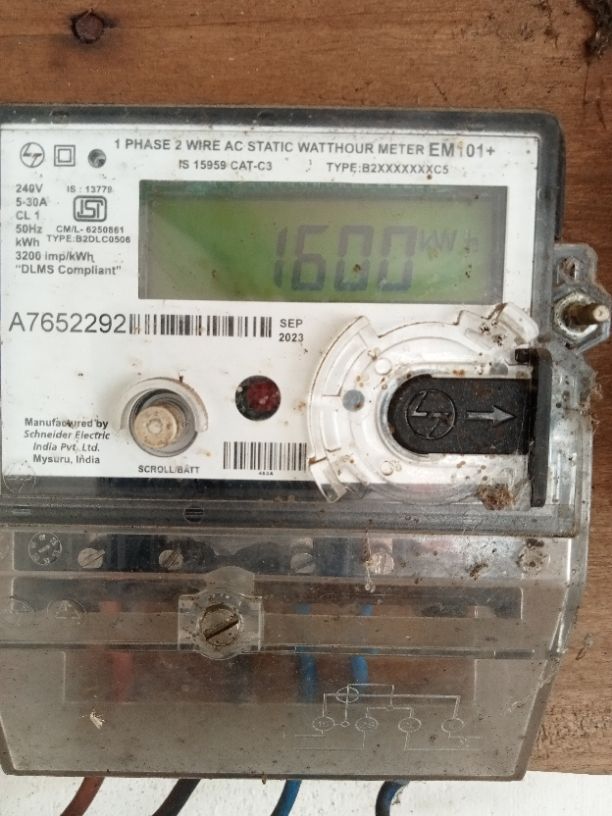 1 PHASE 2 WIRE AC STATIC WATTHOUR METER EM101+
IS 15959 CAT-C3 TYPE:B2XXXXXXXC5
240V IS : 13779
5-30A
CL 1
50Hz CM/L- 6250861
kWh TYPE:B2DLC0506
3200 imp/kWh
"DLMS Compliant"
1600 kW h
A7652292
SEP
2023
Manufactured by
Schneider Electric
India Pvt. Ltd.
Mysuru, India
SCROLL/BATT